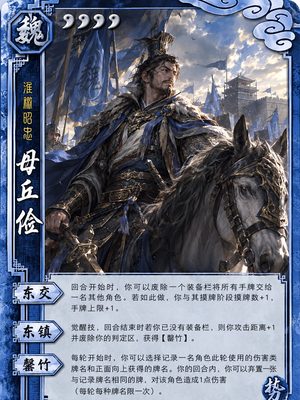 魏
淮橼昭忠
毋丘俭
东交
回合开始时，你可以废除一个装备栏将所有手牌交给
一名其他角色。若如此做，你与其摸牌阶段摸牌数+1，
手牌上限+1。
东镇
觉醒技，回合结束时若你已没有装备栏，则你攻击距离+1
并废除你的判定区，获得【罄竹】。
罄竹
每轮开始时，你可以选择记录一名角色此轮使用的伤害类
牌名和正面向上获得的牌名。你的回合内，你可以弃置一张
与记录牌名相同的牌，对该角色造成1点伤害
（每轮每种牌名限一次）。
势